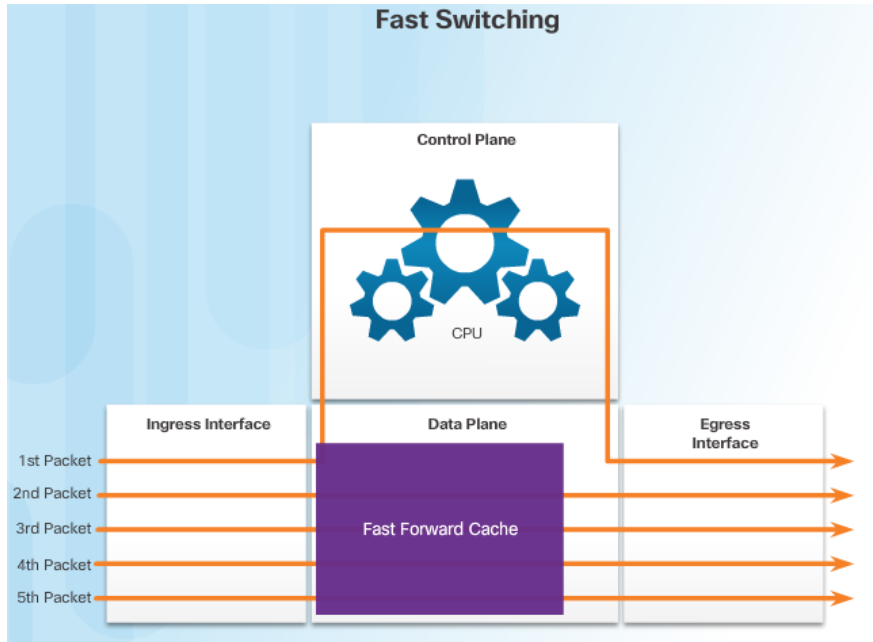 Fast Switching
Control Plane
CPU
Ingress Interface
Data Plane
Egress
Interface
1st Packet
2nd Packet
3rd Packet
Fast Forward Cache
4th Packet
5th Packet